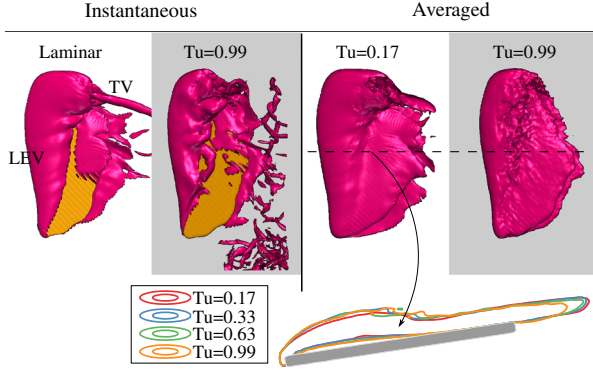 Instantaneous
Averaged
Laminar
Tu=0.99
Tu=0.17
Tu=0.99
TV
LEV
Tu=0.17
Tu=0.33
Tu=0.63
Tu=0.99